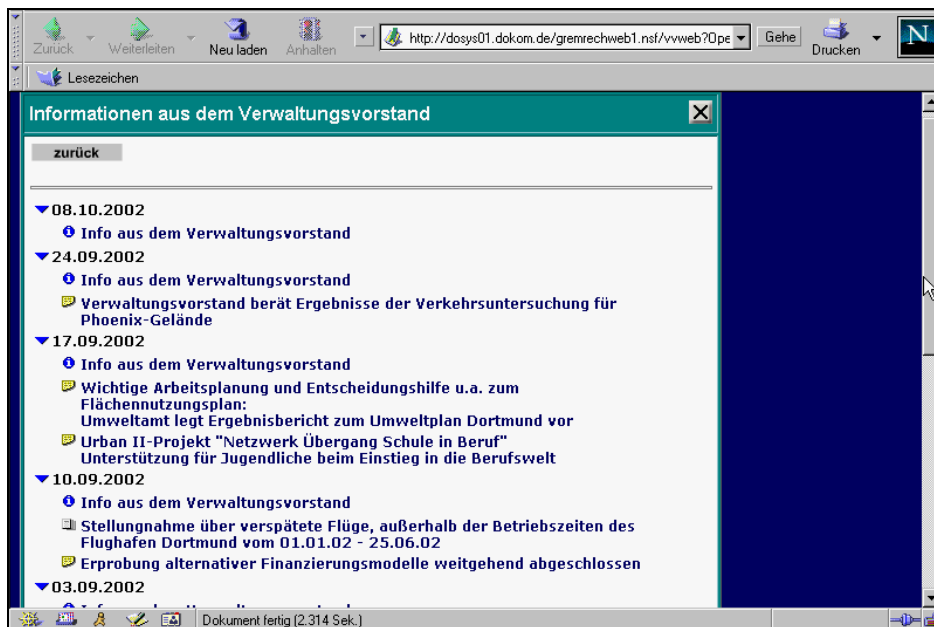 Zurück
Weiterleiten
Neu laden
Anhalten
http://dosys01.dokom.de/gremrechweb1.nsf/vvweb?Ope
Gehe
Drucken
N
Lesezeichen
Informationen aus dem Verwaltungsvorstand
zurück
08.10.2002
Info aus dem Verwaltungsvorstand
24.09.2002
Info aus dem Verwaltungsvorstand
Verwaltungsvorstand berät Ergebnisse der Verkehrsuntersuchung für
Phoenix-Gelände
17.09.2002
Info aus dem Verwaltungsvorstand
Wichtige Arbeitsplanung und Entscheidungshilfe u.a. zum
Flächennutzungsplan:
Umweltamt legt Ergebnisbericht zum Umweltplan Dortmund vor
Urban II-Projekt "Netzwerk Übergang Schule in Beruf"
Unterstützung für Jugendliche beim Einstieg in die Berufswelt
10.09.2002
Info aus dem Verwaltungsvorstand
Stellungnahme über verspätete Flüge, außerhalb der Betriebszeiten des
Flughafen Dortmund vom 01.01.02 - 25.06.02
Erprobung alternativer Finanzierungsmodelle weitgehend abgeschlossen
03.09.2002
Dokument fertig (2.314 Sek.)